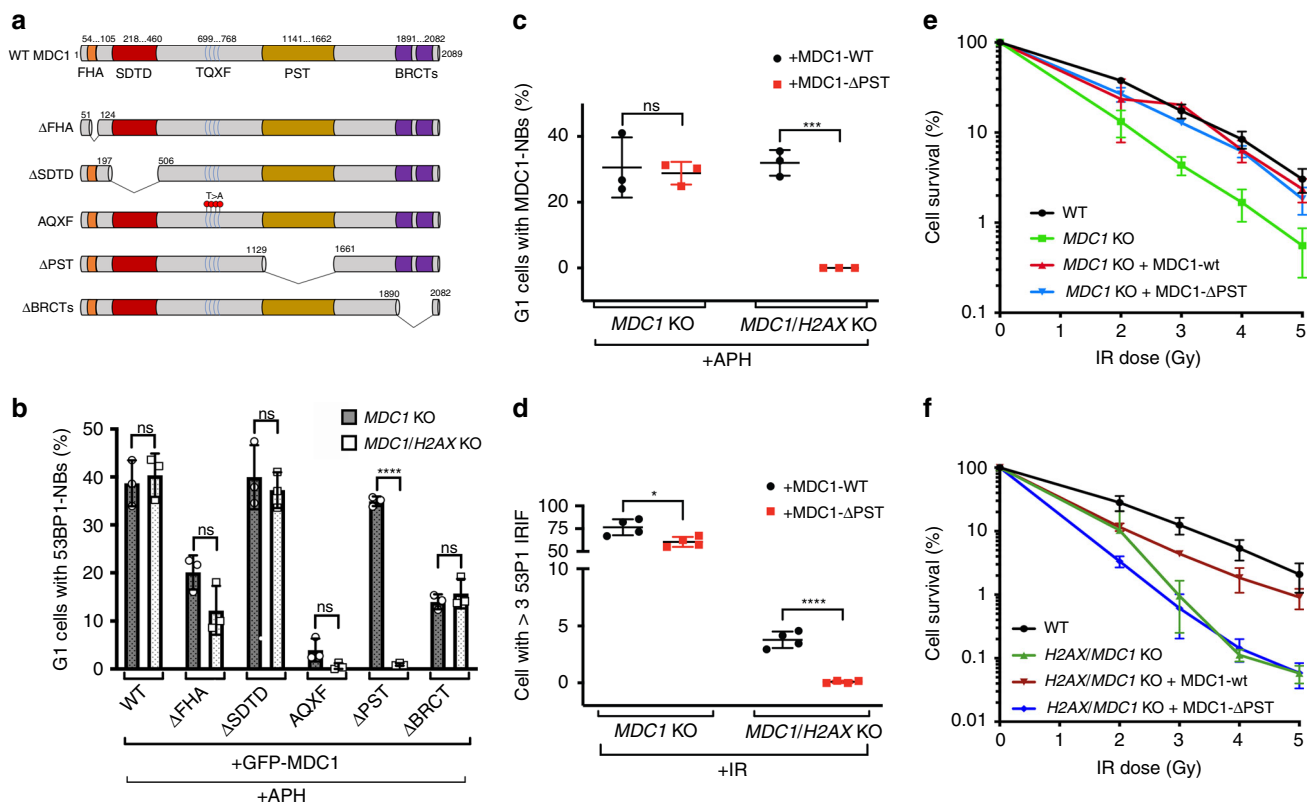 a
54...105 218...460 699...768 1141...1662 1891...2082
WT MDC1 1 2089
FHA SDTD TQXF PST BRCTs
51 124
ΔFHA
197 506
ΔSDTD
T>A
AQXF
1129 1661
ΔPST
1890 2082
ΔBRCTs
b
G1 cells with 53BP1-NBs (%)
MDC1 KO
MDC1/H2AX KO
50
40
30
20
10
0
ns
ns
ns
ns
****
ns
WT
ΔFHA
ΔSDTD
AQXF
ΔPST
ΔBRCT
+GFP-MDC1
+APH
c
G1 cells with MDC1-NBs (%)
+MDC1-WT
+MDC1-ΔPST
40
20
0
ns
***
MDC1 KO
MDC1/H2AX KO
+APH
d
Cell with > 3 53P1 IRIF
+MDC1-WT
+MDC1-ΔPST
100
75
50
5
0
*
****
MDC1 KO
MDC1/H2AX KO
+IR
e
Cell survival (%)
100
10
1
0.1
WT
MDC1 KO
MDC1 KO + MDC1-wt
MDC1 KO + MDC1-ΔPST
0 2 3 4 5
IR dose (Gy)
f
Cell survival (%)
100
10
1
0.1
0.01
WT
H2AX/MDC1 KO
H2AX/MDC1 KO + MDC1-wt
H2AX/MDC1 KO + MDC1-ΔPST
0 2 3 4 5
IR dose (Gy)